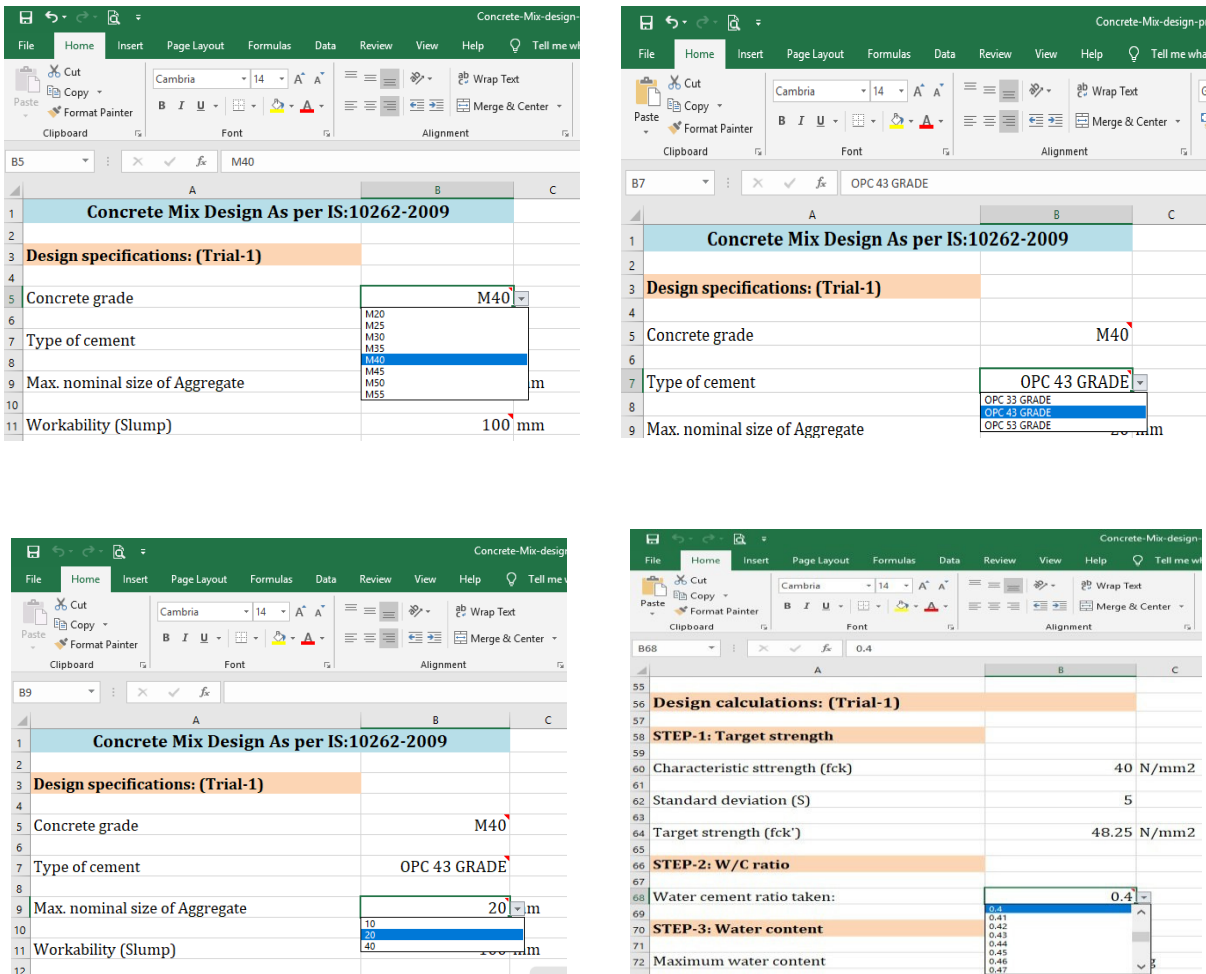 Concrete-Mix-design-
File Home Insert Page Layout Formulas Data Review View Help Tell me wh
Paste Cut
Copy
Format Painter
Cambria 14 A A ab Wrap Text
B I U A Merge & Center
Clipboard Font Alignment
B5 fx M40
A B C
1 Concrete Mix Design As per IS:10262-2009
2
3 Design specifications: (Trial-1)
4
5 Concrete grade M40
M20
6 M25
M30
7 Type of cement M35
8 M40
M45
9 Max. nominal size of Aggregate M50 m
M55
10
11 Workability (Slump) 100 mm
Concrete-Mix-design-p
File Home Insert Page Layout Formulas Data Review View Help Tell me wha
Paste Cut
Copy
Format Painter
Cambria 14 A A ab Wrap Text
B I U A Merge & Center
Clipboard Font Alignment
B7 fx OPC 43 GRADE
A B C
1 Concrete Mix Design As per IS:10262-2009
2
3 Design specifications: (Trial-1)
4
5 Concrete grade M40
6
7 Type of cement OPC 43 GRADE
OPC 33 GRADE
8 OPC 43 GRADE
OPC 53 GRADE
9 Max. nominal size of Aggregate mm
Concrete-Mix-desig
File Home Insert Page Layout Formulas Data Review View Help Tell me
Paste Cut
Copy
Format Painter
Cambria 14 A A ab Wrap Text
B I U A Merge & Center
Clipboard Font Alignment
B9 fx
A B C
1 Concrete Mix Design As per IS:10262-2009
2
3 Design specifications: (Trial-1)
4
5 Concrete grade M40
6
7 Type of cement OPC 43 GRADE
8
9 Max. nominal size of Aggregate 20 m
10 10
20
11 Workability (Slump) 40 mm
12
Concrete-Mix-design-
File Home Insert Page Layout Formulas Data Review View Help Tell me wh
Paste Cut
Copy
Format Painter
Cambria 14 A A ab Wrap Text
B I U A Merge & Center
Clipboard Font Alignment
B68 fx 0.4
A B C
55
56 Design calculations: (Trial-1)
57
58 STEP-1: Target strength
59
60 Characteristic sttrength (fck) 40 N/mm2
61
62 Standard deviation (S) 5
63
64 Target strength (fck') 48.25 N/mm2
65
66 STEP-2: W/C ratio
67
68 Water cement ratio taken: 0.4
69 0.4
0.41
70 STEP-3: Water content 0.42
0.43
71 0.44
0.45
72 Maximum water content 0.46 g
0.47